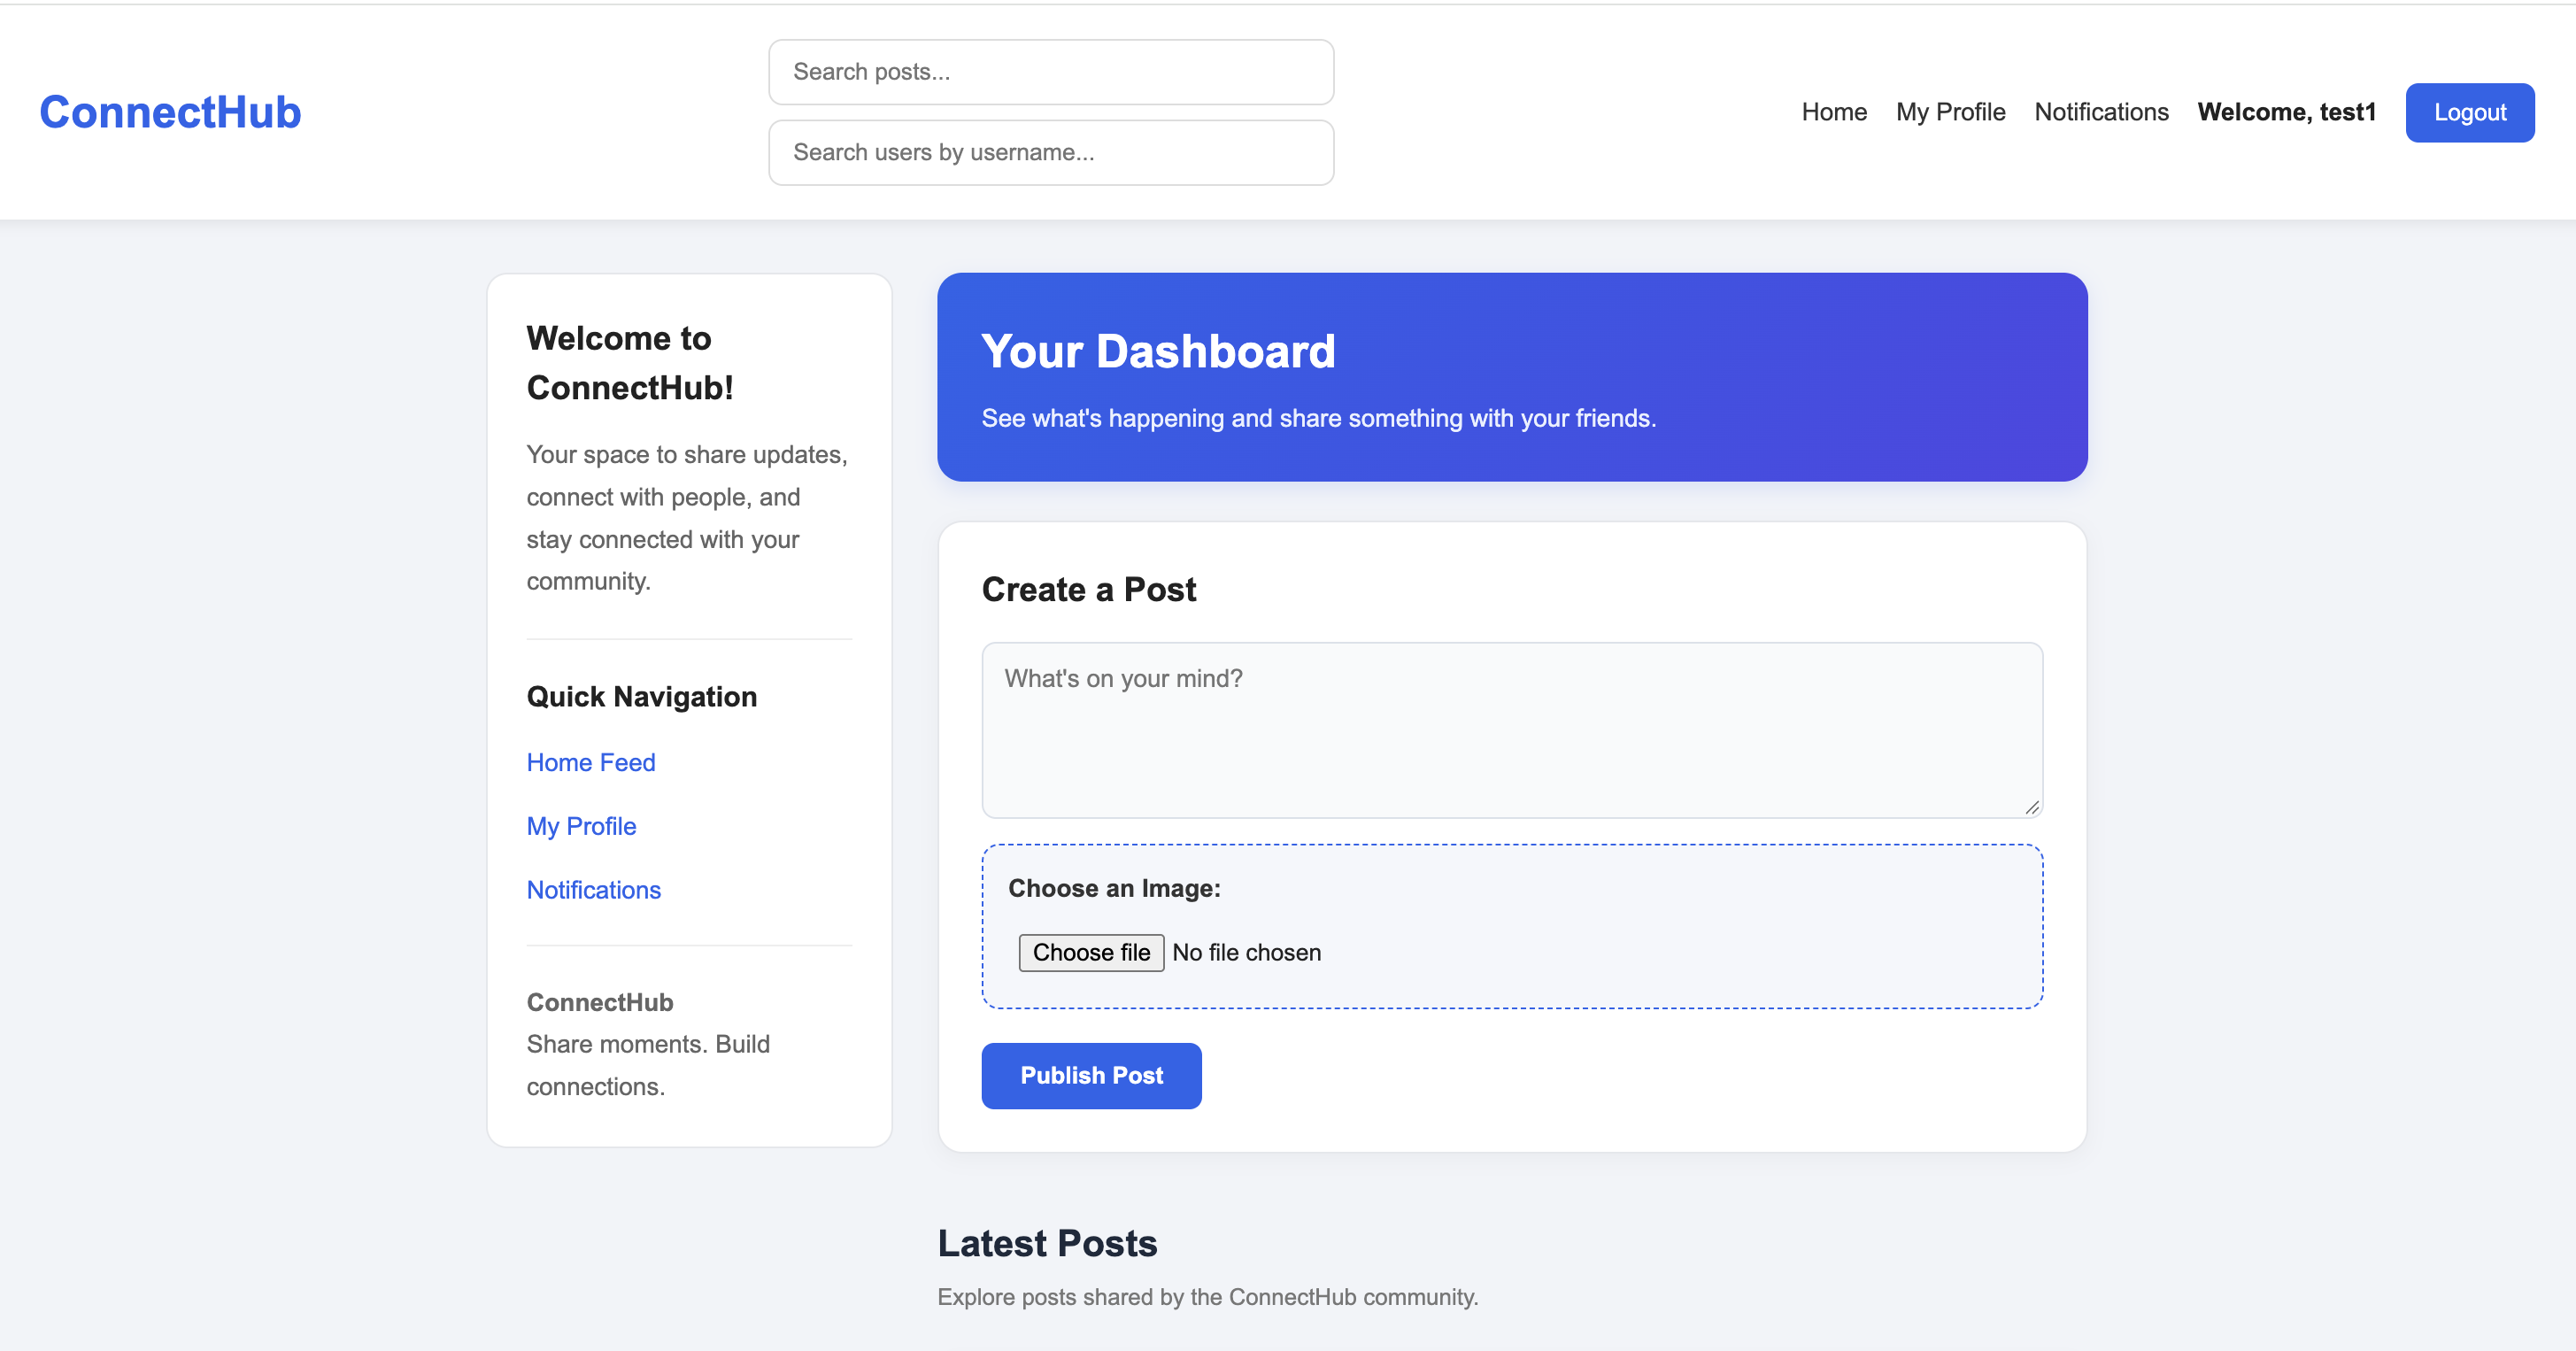 ConnectHub
Search posts...
Search users by username...
Home My Profile Notifications Welcome, test1 Logout
Welcome to
ConnectHub!
Your space to share updates,
connect with people, and
stay connected with your
community.
Quick Navigation
Home Feed
My Profile
Notifications
ConnectHub
Share moments. Build
connections.
Your Dashboard
See what's happening and share something with your friends.
Create a Post
What's on your mind?
Choose an Image:
Choose file No file chosen
Publish Post
Latest Posts
Explore posts shared by the ConnectHub community.